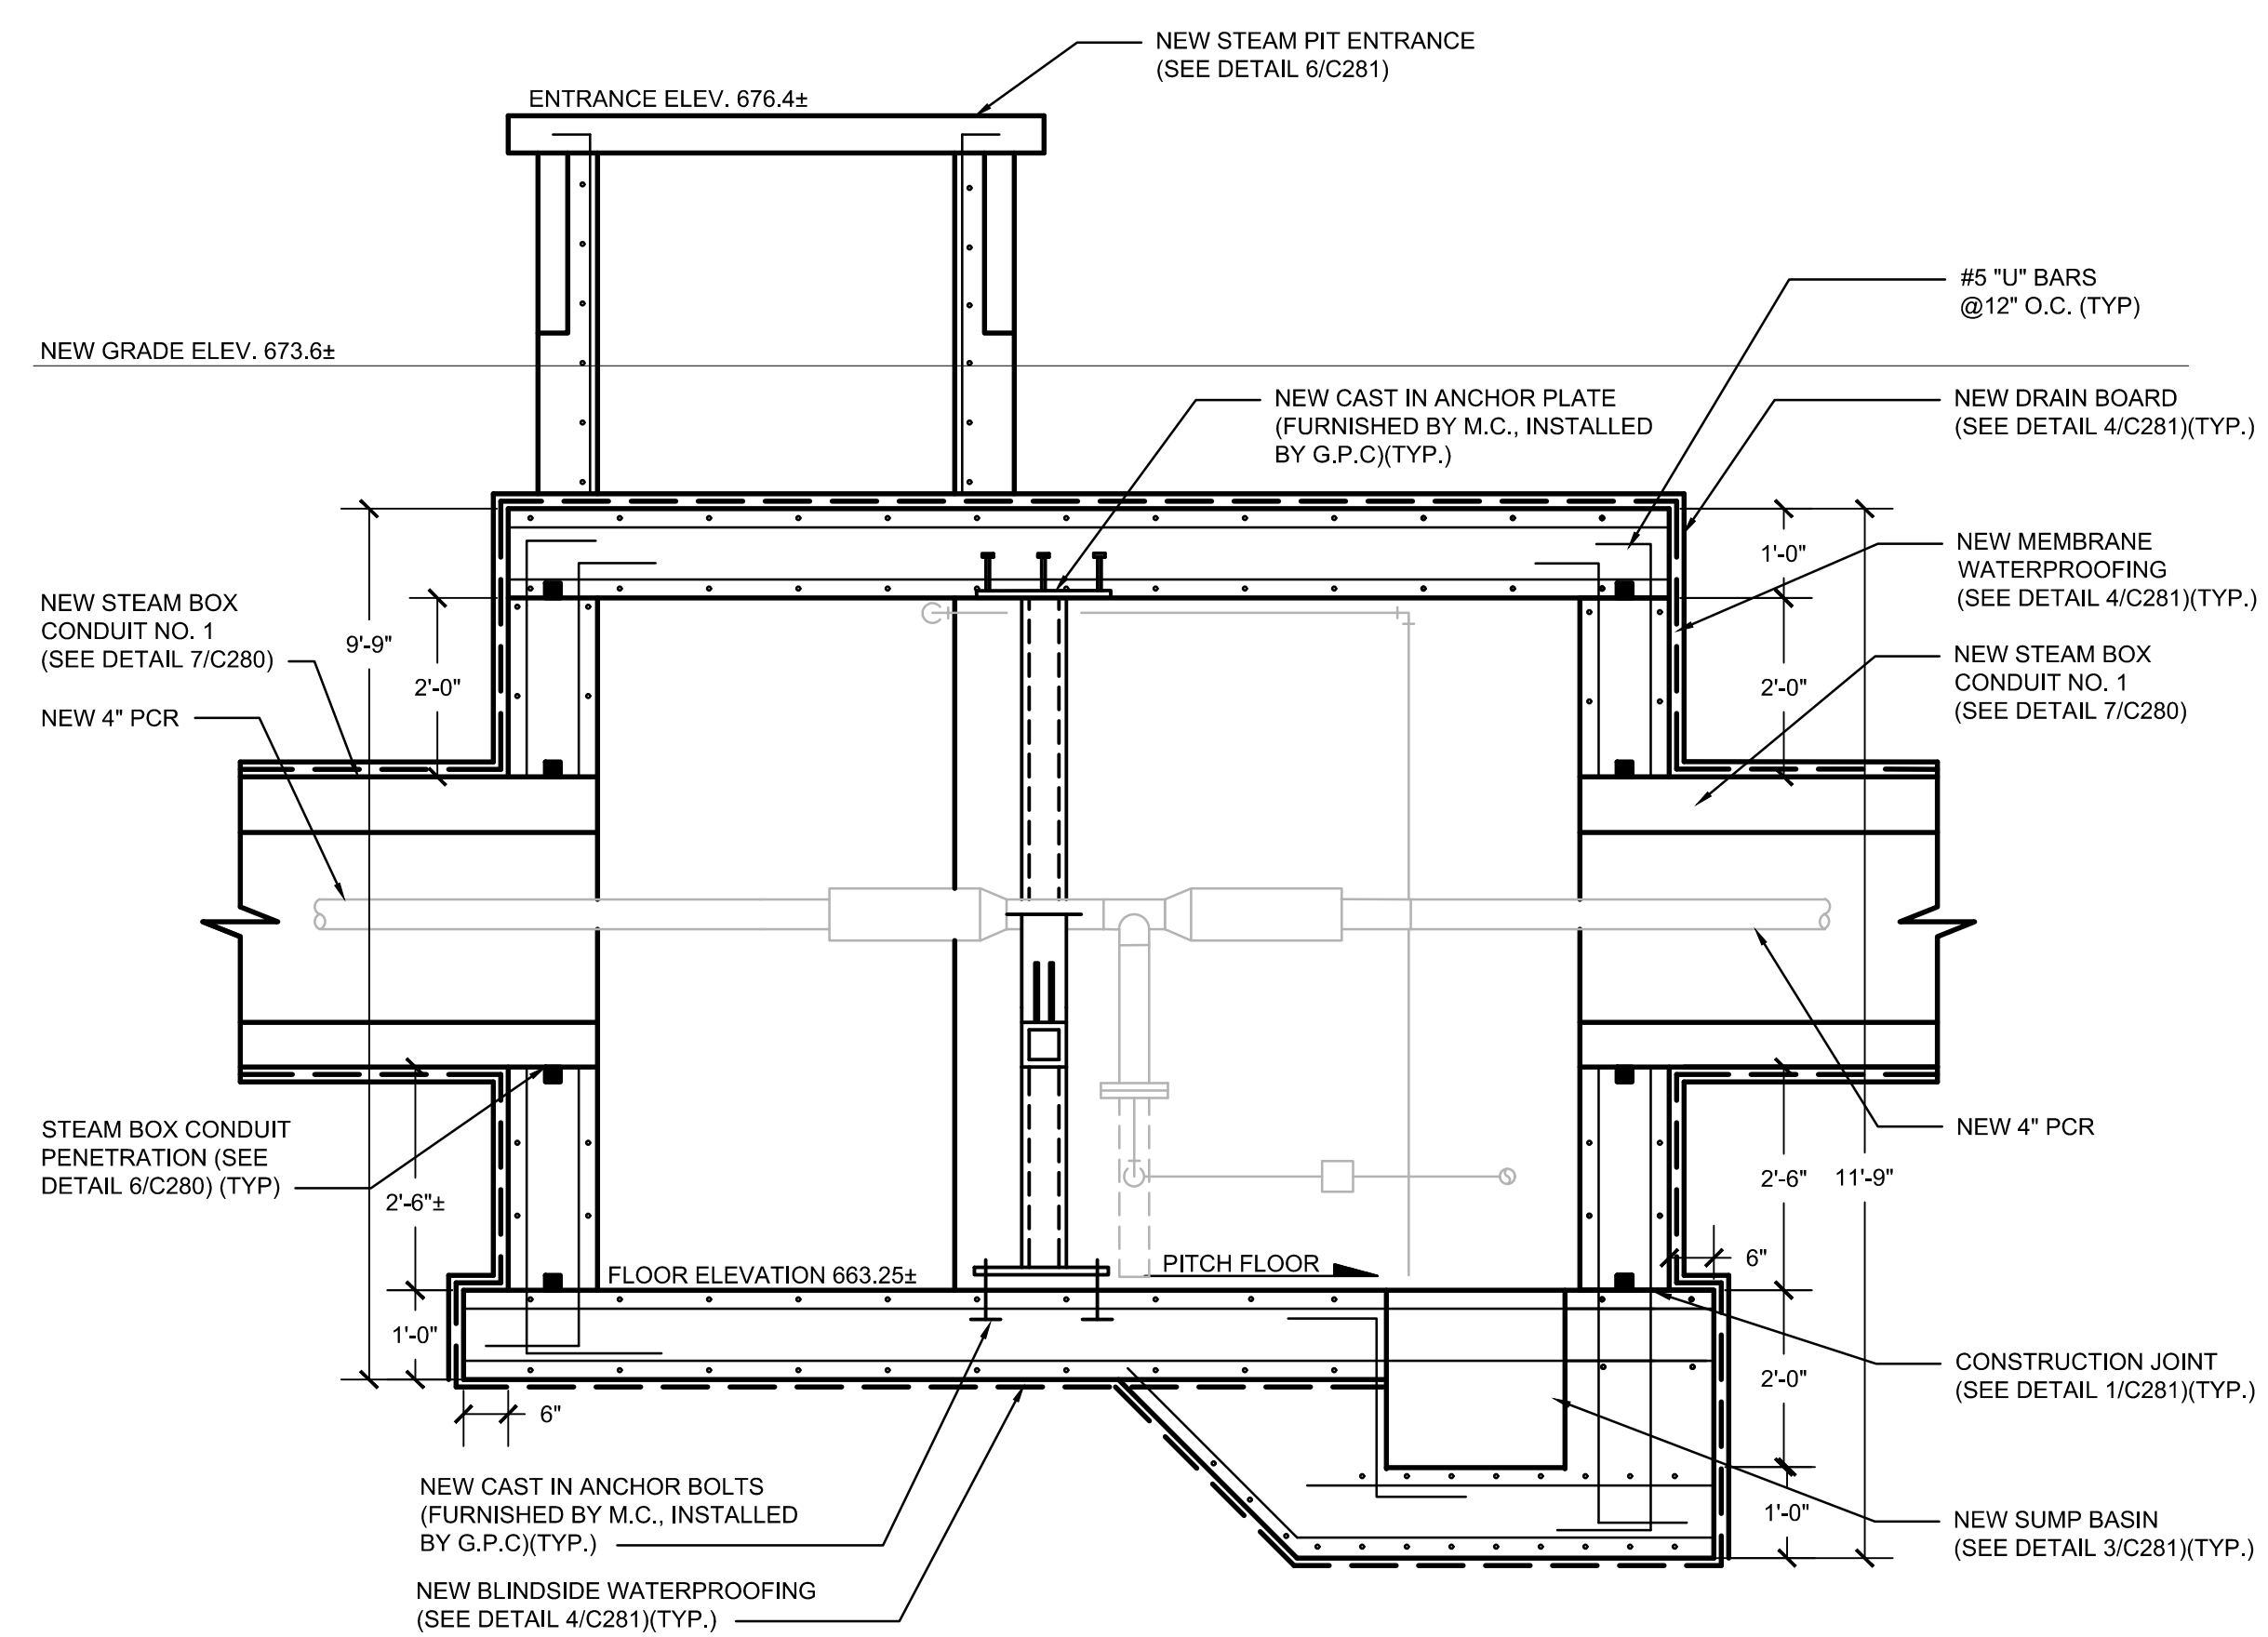 NEW STEAM PIT ENTRANCE
(SEE DETAIL 6/C281)
ENTRANCE ELEV. 676.4±
#5 "U" BARS
@12" O.C. (TYP)
NEW GRADE ELEV. 673.6±
NEW CAST IN ANCHOR PLATE
(FURNISHED BY M.C., INSTALLED
BY G.P.C)(TYP.)
NEW DRAIN BOARD
(SEE DETAIL 4/C281)(TYP.)
NEW MEMBRANE
WATERPROOFING
(SEE DETAIL 4/C281)(TYP.)
1'-0"
NEW STEAM BOX
CONDUIT NO. 1
(SEE DETAIL 7/C280)
9'-9"
2'-0"
2'-0"
NEW STEAM BOX
CONDUIT NO. 1
(SEE DETAIL 7/C280)
NEW 4" PCR
STEAM BOX CONDUIT
PENETRATION (SEE
DETAIL 6/C280) (TYP)
NEW 4" PCR
2'-6"±
2'-6"
11'-9"
6"
FLOOR ELEVATION 663.25±
PITCH FLOOR
1'-0"
6"
CONSTRUCTION JOINT
(SEE DETAIL 1/C281)(TYP.)
2'-0"
NEW CAST IN ANCHOR BOLTS
(FURNISHED BY M.C., INSTALLED
BY G.P.C)(TYP.)
1'-0"
NEW SUMP BASIN
(SEE DETAIL 3/C281)(TYP.)
NEW BLINDSIDE WATERPROOFING
(SEE DETAIL 4/C281)(TYP.)